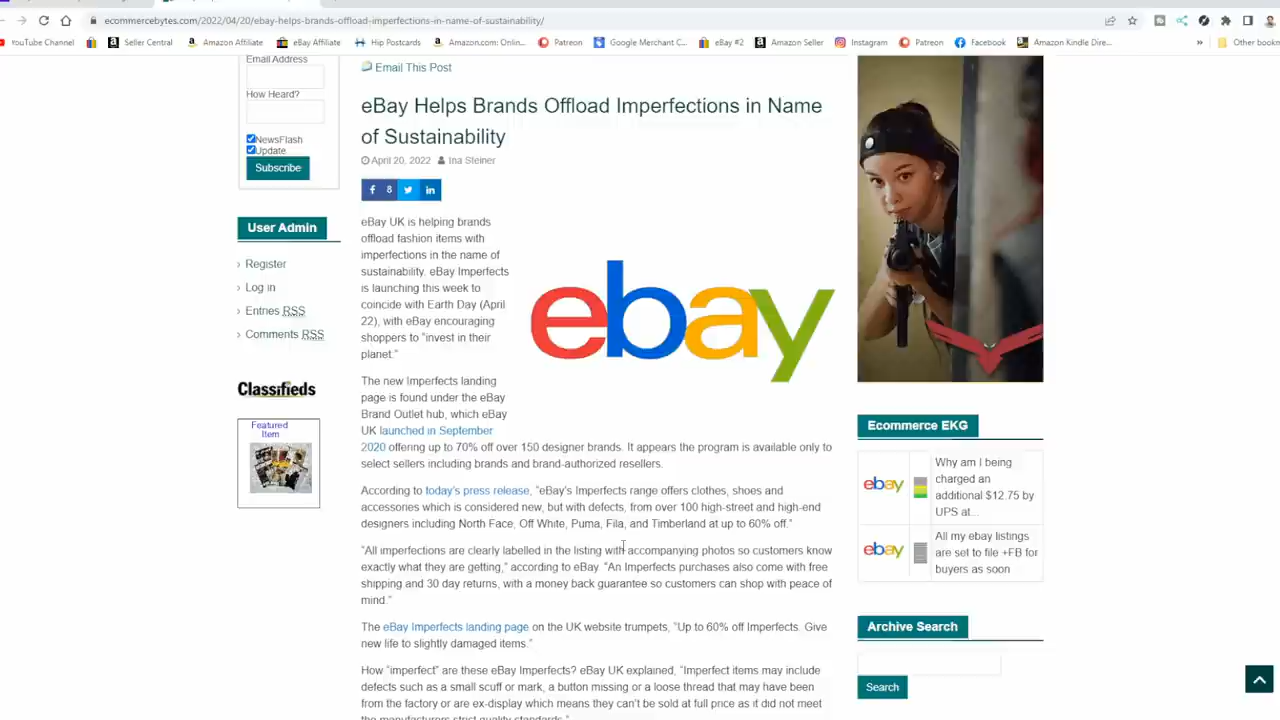 ecommercebytes.com/2022/04/20/ebay-helps-brands-offload-imperfections-in-name-of-sustainability/
YouTube Channel
Seller Central
Amazon Affiliate
eBay Affiliate
Hip Postcards
Amazon.com: Onlin...
Patreon
Google Merchant C...
eBay #2
Amazon Seller
Instagram
Patreon
Facebook
Amazon Kindle Dire...
»
Other bookm
Email Address
How Heard?
NewsFlash
Update
Subscribe
User Admin
› Register
› Log in
› Entries RSS
› Comments RSS
Classifieds
Featured
Item
Email This Post
eBay Helps Brands Offload Imperfections in Name
of Sustainability
April 20, 2022 Ina Steiner
f 8
in
eBay UK is helping brands
offload fashion items with
imperfections in the name of
sustainability. eBay Imperfects
is launching this week to
coincide with Earth Day (April
22), with eBay encouraging
shoppers to “invest in their
planet.”
ebay
The new Imperfects landing
page is found under the eBay
Brand Outlet hub, which eBay
UK launched in September
2020 offering up to 70% off over 150 designer brands. It appears the program is available only to
select sellers including brands and brand-authorized resellers.
According to today's press release, “eBay's Imperfects range offers clothes, shoes and
accessories which is considered new, but with defects, from over 100 high-street and high-end
designers including North Face, Off White, Puma, Fila, and Timberland at up to 60% off.”
“All imperfections are clearly labelled in the listing with accompanying photos so customers know
exactly what they are getting,” according to eBay. “An Imperfects purchases also come with free
shipping and 30 day returns, with a money back guarantee so customers can shop with peace of
mind.”
The eBay Imperfects landing page on the UK website trumpets, “Up to 60% off Imperfects. Give
new life to slightly damaged items.”
How “imperfect” are these eBay Imperfects? eBay UK explained, “Imperfect items may include
defects such as a small scuff or mark, a button missing or a loose thread that may have been
from the factory or are ex-display which means they can't be sold at full price as it did not meet
the manufacturers strict quality standards.”
Ecommerce EKG
ebay
Why am I being
charged an
additional $12.75 by
UPS at...
ebay
All my ebay listings
are set to file +FB for
buyers as soon
Archive Search
Search